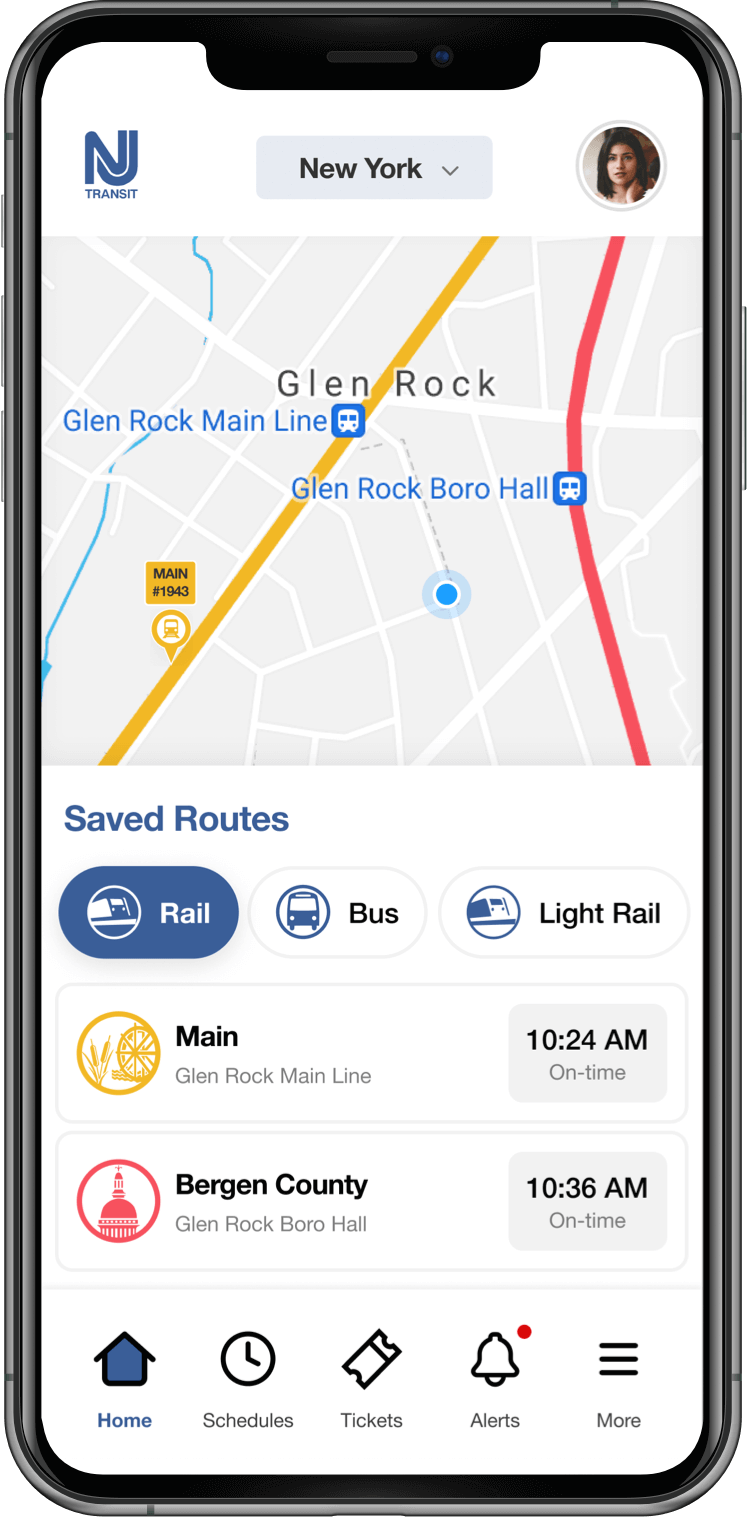 NJ
TRANSIT
New York
Glen Rock
Glen Rock Main Line
Glen Rock Boro Hall
MAIN
#1943
Saved Routes
Rail
Bus
Light Rail
Main
Glen Rock Main Line
10:24 AM
On-time
Bergen County
Glen Rock Boro Hall
10:36 AM
On-time
Home
Schedules
Tickets
Alerts
More